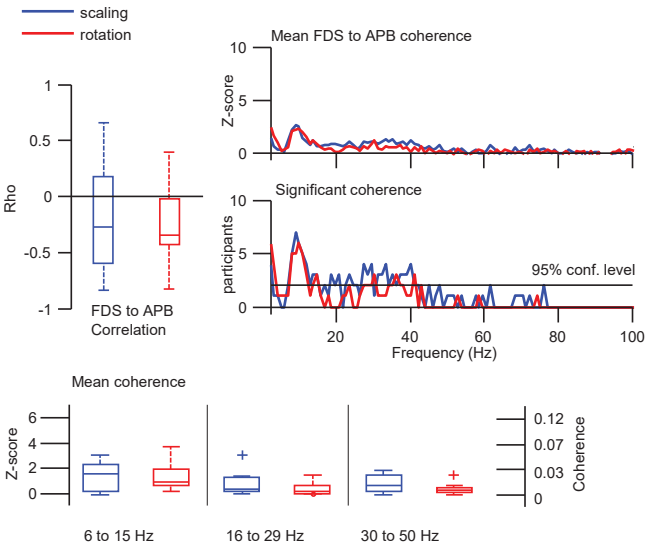 scaling
rotation
Mean FDS to APB coherence
10
5
0
Z-score
1
0.5
0
-0.5
-1
Rho
FDS to APB
Correlation
Significant coherence
10
5
0
participants
95% conf. level
20
40
60
80
100
Frequency (Hz)
Mean coherence
6
4
2
0
Z-score
0.12
0.07
0.03
0
Coherence
6 to 15 Hz
16 to 29 Hz
30 to 50 Hz